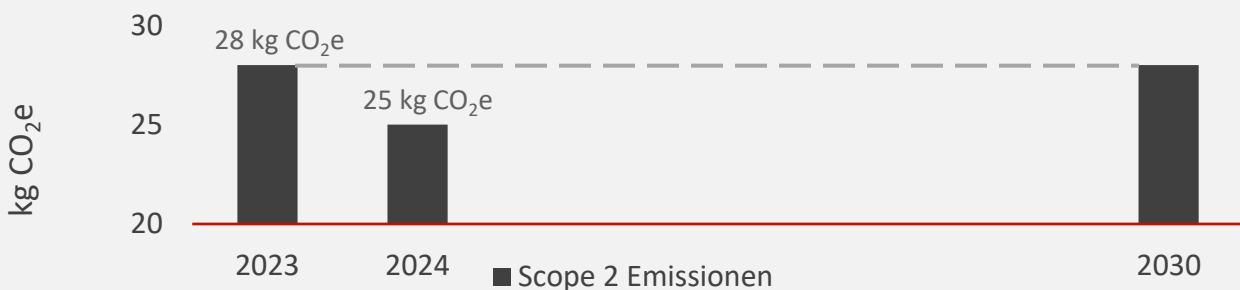 30
28 kg CO₂e
25 kg CO₂e
25
kg CO₂e
20
2023 2024 2030
Scope 2 Emissionen